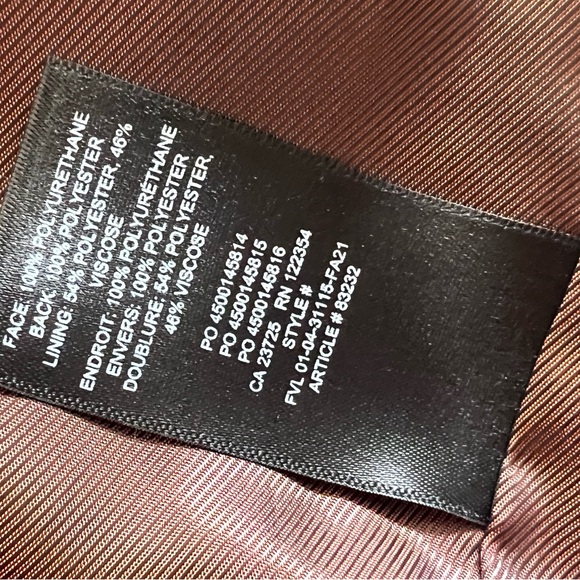 FACE: 100% POLYURETHANE
BACK: 100% POLYESTER
LINING: 54% POLYESTER, 46%
VISCOSE
ENDROIT: 100% POLYURÉTHANE
ENVERS: 100% POLYESTER
DOUBLURE: 54% POLYESTER,
46% VISCOSE
PO 4500145814
PO 4500145815
PO 4500145816
CA 23725 RN 122354
STYLE #
FVL 01-04-31115-FA21
ARTICLE # 83232